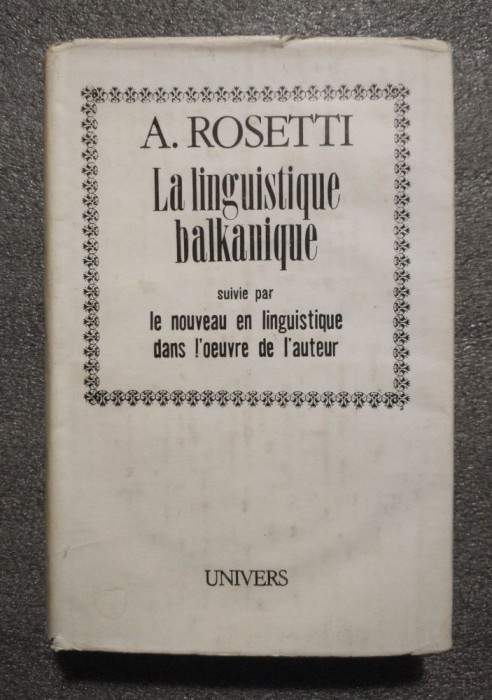 A. ROSETTI
La linguistique
balkanique
suivie par
le nouveau en linguistique
dans l'oeuvre de l'auteur
UNIVERS